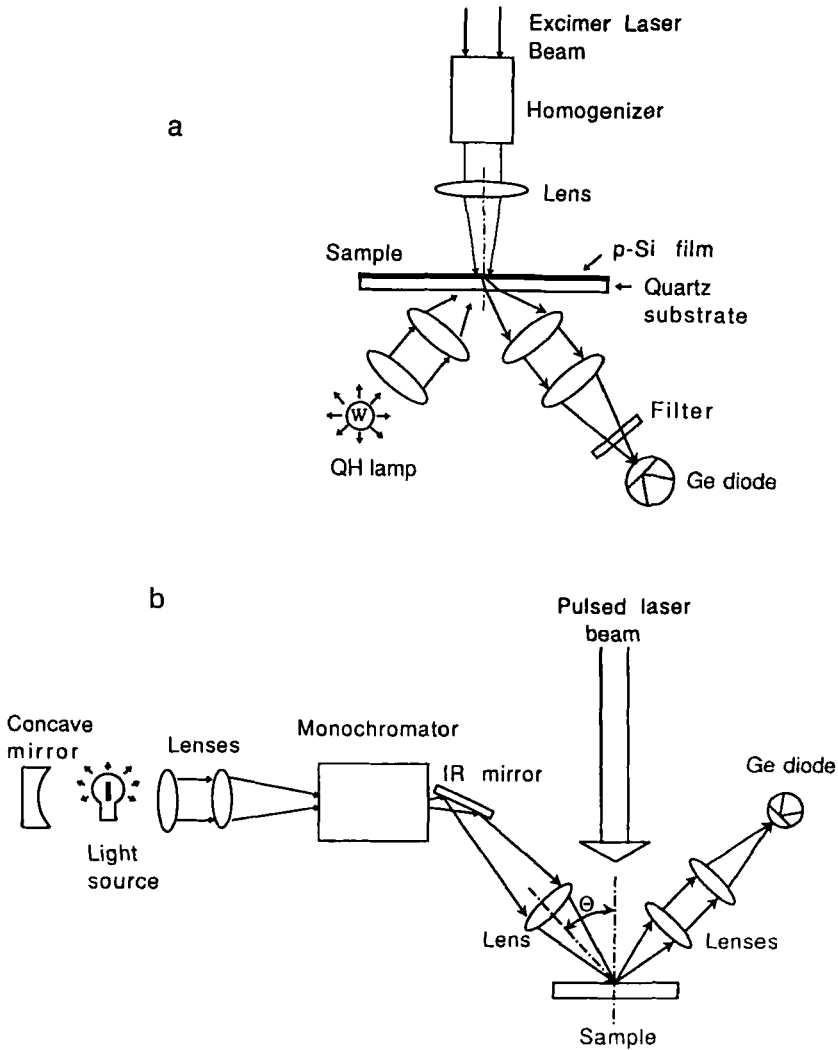 a
Excimer Laser
Beam
Homogenizer
Lens
Sample
p-Si film
Quartz
substrate
W
QH lamp
Filter
Ge diode
b
Pulsed laser
beam
Concave
mirror
Lenses
Monochromator
IR mirror
Ge diode
Light
source
Θ
Lens
Lenses
Sample